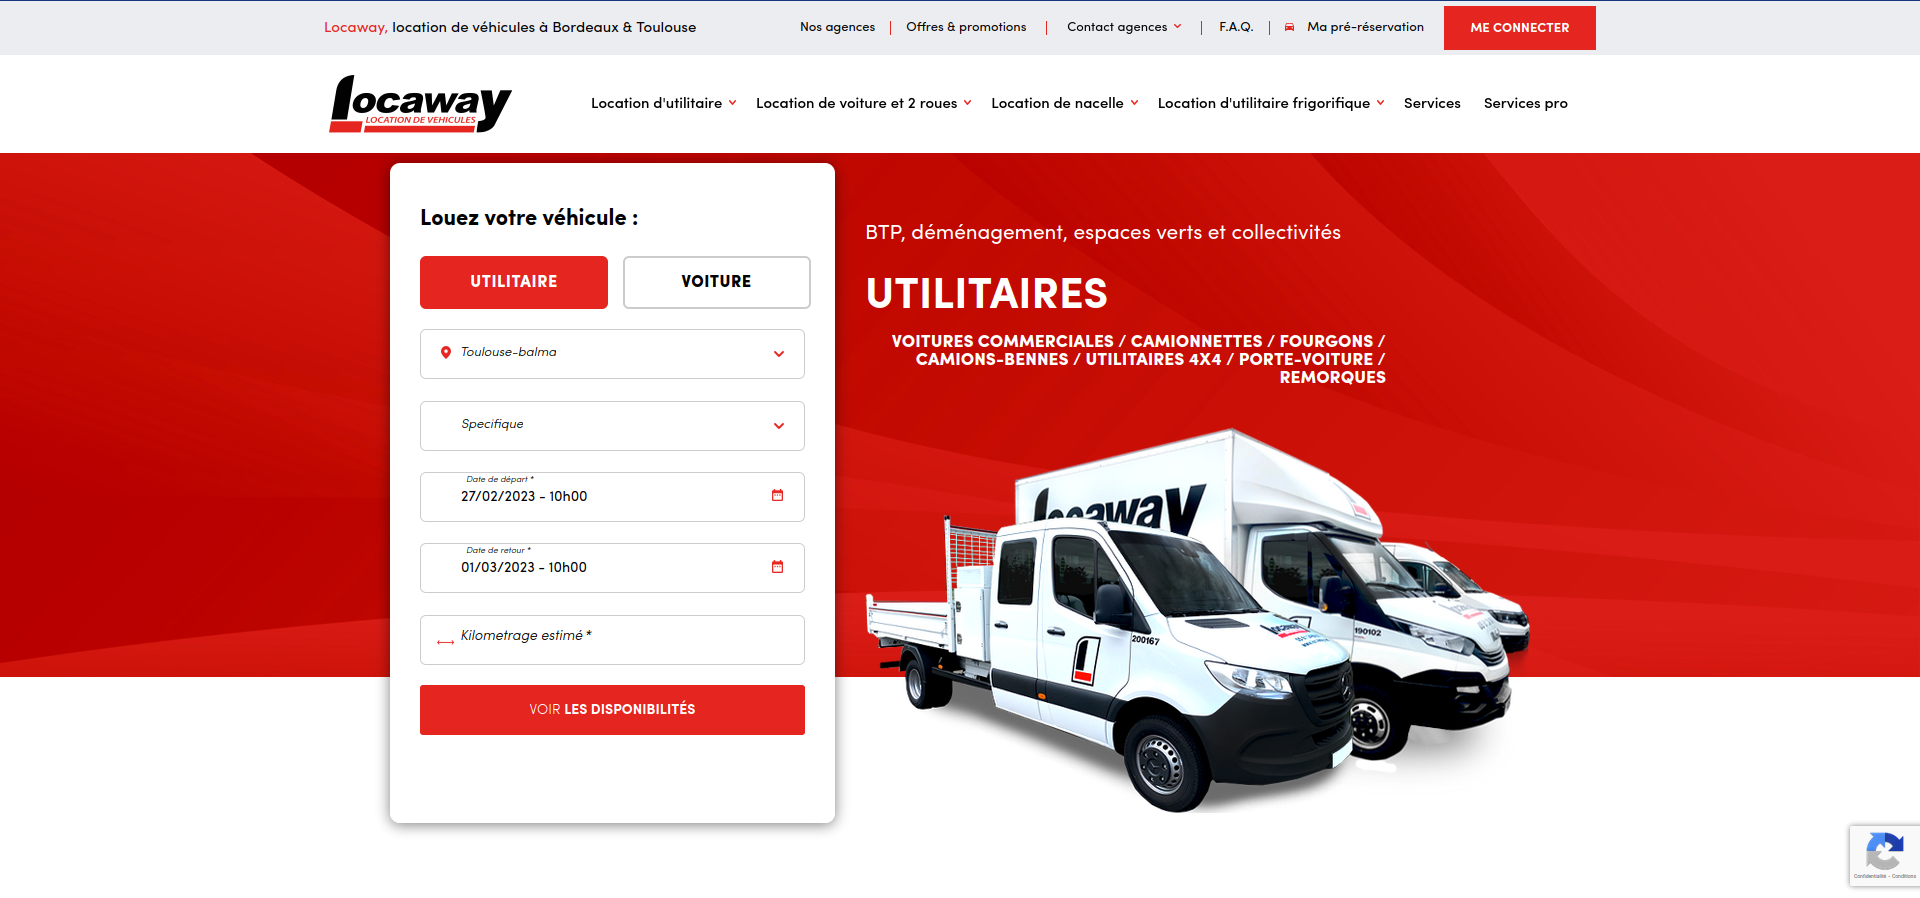 Locaway, location de véhicules à Bordeaux & Toulouse
Nos agences
Offres & promotions
Contact agences
F.A.Q.
Ma pré-réservation
ME CONNECTER
Locaway
LOCATION DE VEHICULES
Location d'utilitaire
Location de voiture et 2 roues
Location de nacelle
Location d'utilitaire frigorifique
Services
Services pro
Louez votre véhicule :
UTILITAIRE
VOITURE
Toulouse-balma
Specifique
Date de départ *
27/02/2023 - 10h00
Date de retour *
01/03/2023 - 10h00
Kilometrage estimé *
VOIR LES DISPONIBILITÉS
BTP, déménagement, espaces verts et collectivités
UTILITAIRES
VOITURES COMMERCIALES / CAMIONNETTES / FOURGONS /
CAMIONS-BENNES / UTILITAIRES 4X4 / PORTE-VOITURE /
REMORQUES
Locaway
200167
190102
Locaway
Confidentialité - Conditions